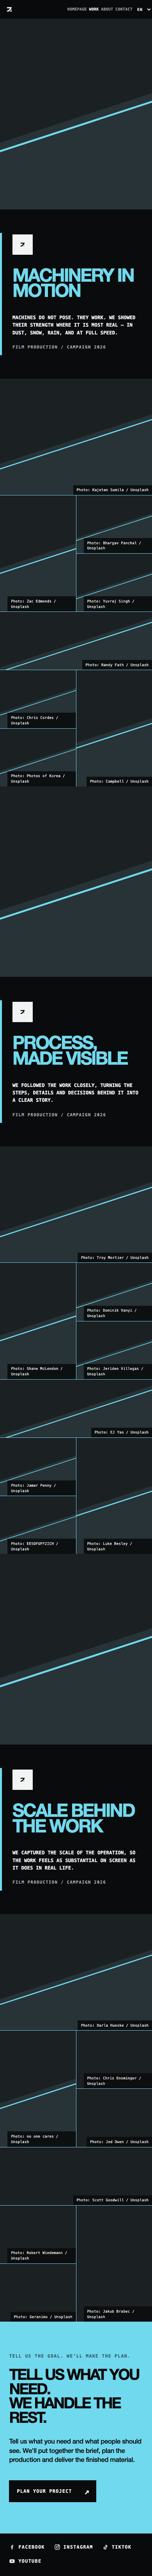 HOMEPAGE WORK ABOUT CONTACT EN
MACHINERY IN
MOTION
MACHINES DO NOT POSE. THEY WORK. WE SHOWED
THEIR STRENGTH WHERE IT IS MOST REAL — IN
DUST, SNOW, RAIN, AND AT FULL SPEED.
FILM PRODUCTION / CAMPAIGN 2026
Photo: Kajetan Sumila / Unsplash
Photo: Bhargav Panchal /
Unsplash
Photo: Zac Edmonds /
Unsplash
Photo: Yuvraj Singh /
Unsplash
Photo: Randy Fath / Unsplash
Photo: Chris Cordes /
Unsplash
Photo: Photos of Korea /
Unsplash
Photo: Campbell / Unsplash
PROCESS,
MADE VISIBLE
WE FOLLOWED THE WORK CLOSELY, TURNING THE
STEPS, DETAILS AND DECISIONS BEHIND IT INTO
A CLEAR STORY.
FILM PRODUCTION / CAMPAIGN 2026
Photo: Troy Mortier / Unsplash
Photo: Dominik Vanyi /
Unsplash
Photo: Shane McLendon /
Unsplash
Photo: Jeriden Villegas /
Unsplash
Photo: EJ Yao / Unsplash
Photo: Jamar Penny /
Unsplash
Photo:
Unsplash
Photo: Luke Besley /
Unsplash
SCALE BEHIND
THE WORK
WE CAPTURED THE SCALE OF THE OPERATION, SO
THE WORK FEELS AS SUBSTANTIAL ON SCREEN AS
IT DOES IN REAL LIFE.
FILM PRODUCTION / CAMPAIGN 2026
Photo: Darla Hueske / Unsplash
Photo: Chris Ensminger /
Unsplash
Photo: no one cares /
Unsplash
Photo: Jed Owen / Unsplash
Photo: Scott Goodwill / Unsplash
Photo: Robert Wiedemann /
Unsplash
Photo: Geranimo / Unsplash
Photo: Jakub Brabec /
Unsplash
TELL US THE GOAL. WE'LL MAKE THE PLAN.
TELL US WHAT YOU
NEED.
WE HANDLE THE
REST.
Tell us what you need and what people should
see. We'll put together the brief, plan the
production and deliver the finished material.
PLAN YOUR PROJECT
FACEBOOK INSTAGRAM TIKTOK
YOUTUBE